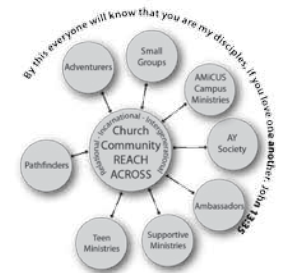 By this everyone will know that you are my disciples, if you love one another. John 13:35
Small
Groups
Adventurers
AMiCUS
Campus
Ministries
Relational - Incarnational - Intergenerational
Church
Community
REACH
ACROSS
AY
Society
Pathfinders
Ambassadors
Teen
Ministries
Supportive
Ministries